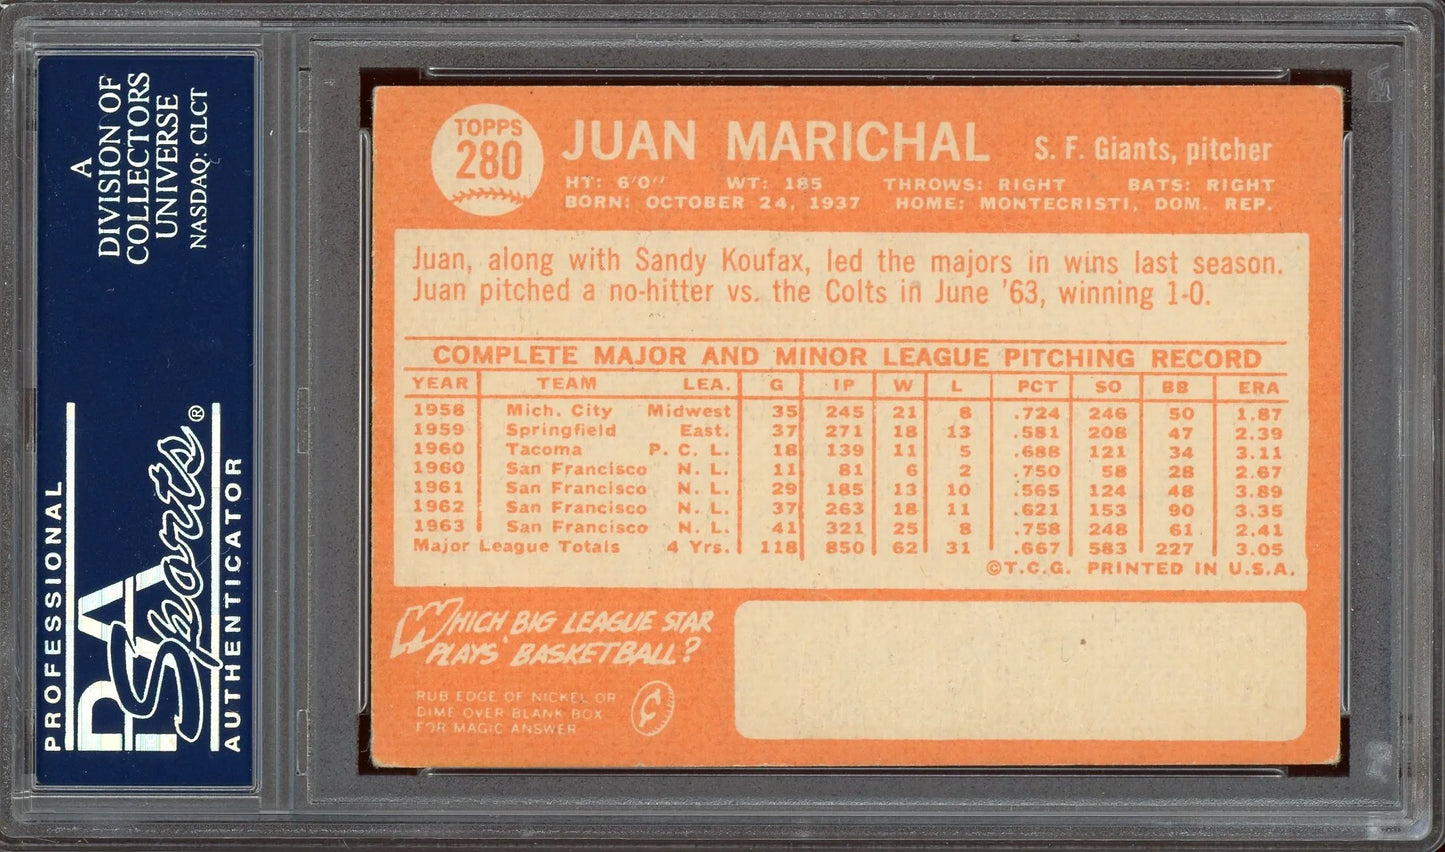 A
DIVISION OF
COLLECTORS
UNIVERSE
NASDAQ: CLCT
PROFESSIONAL
PSA
Sports®
AUTHENTICATOR
TOPPS
280
JUAN MARICHAL S. F. Giants, pitcher
HT: 6'0" WT: 185 THROWS: RIGHT BATS: RIGHT
BORN: OCTOBER 24, 1937 HOME: MONTECRISTI, DOM. REP.
Juan, along with Sandy Koufax, led the majors in wins last season.
Juan pitched a no-hitter vs. the Colts in June '63, winning 1-0.
COMPLETE MAJOR AND MINOR LEAGUE PITCHING RECORD
YEAR TEAM LEA. G IP W L PCT SO BB ERA
1958 Mich. City Midwest 35 245 21 8 .724 246 50 1.87
1959 Springfield East. 37 271 18 13 .581 208 47 2.39
1960 Tacoma P. C. L. 18 139 11 5 .688 121 34 3.11
1960 San Francisco N. L. 11 81 6 2 .750 58 28 2.67
1961 San Francisco N. L. 29 185 13 10 .565 124 48 3.89
1962 San Francisco N. L. 37 263 18 11 .621 153 90 3.35
1963 San Francisco N. L. 41 321 25 8 .758 248 61 2.41
Major League Totals 4 Yrs. 118 850 62 31 .667 583 227 3.05
©T.C.G. PRINTED IN U.S.A.
WHICH BIG LEAGUE STAR
PLAYS BASKETBALL?
RUB EDGE OF NICKEL OR
DIME OVER BLANK BOX
FOR MAGIC ANSWER